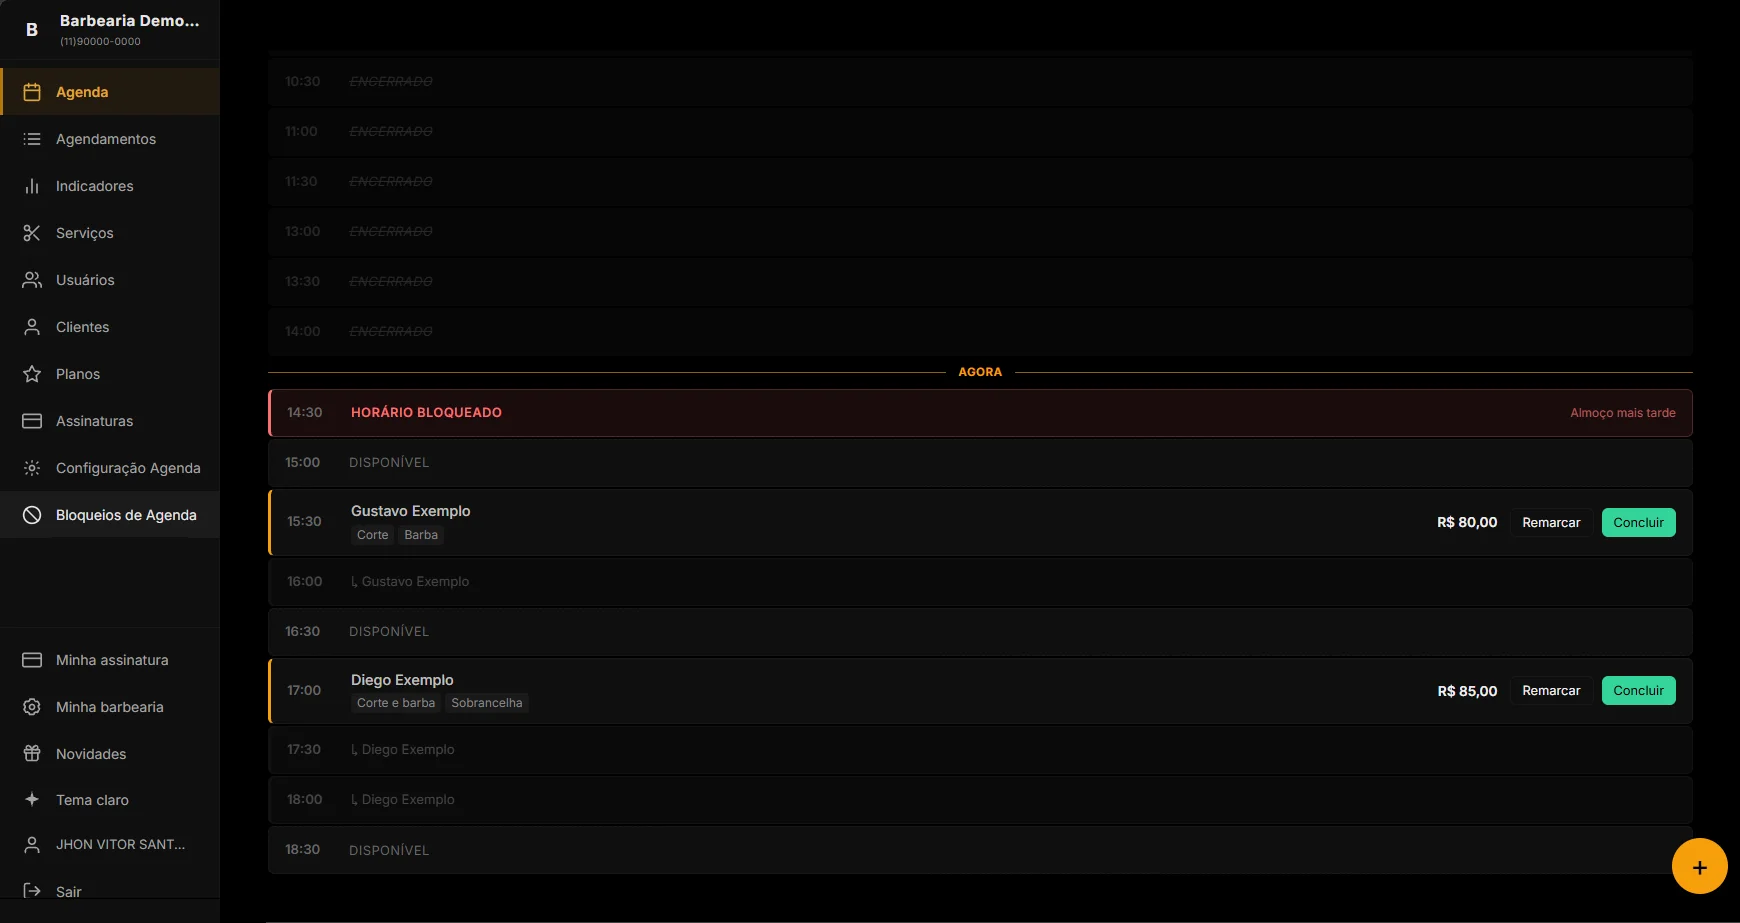 B
Barbearia Demo...
(11)90000-0000
Agenda
Agendamentos
Indicadores
Serviços
Usuários
Clientes
Planos
Assinaturas
Configuração Agenda
Bloqueios de Agenda
Minha assinatura
Minha barbearia
Novidades
Tema claro
JHON VITOR SANT...
Sair
10:30 ENCERRADO
11:00 ENCERRADO
11:30 ENCERRADO
13:00 ENCERRADO
13:30 ENCERRADO
14:00 ENCERRADO
AGORA
14:30 HORÁRIO BLOQUEADO Almoço mais tarde
15:00 DISPONÍVEL
15:30 Gustavo Exemplo
Corte Barba
R$ 80,00 Remarcar Concluir
16:00 ↳ Gustavo Exemplo
16:30 DISPONÍVEL
17:00 Diego Exemplo
Corte e barba Sobrancelha
R$ 85,00 Remarcar Concluir
17:30 ↳ Diego Exemplo
18:00 ↳ Diego Exemplo
18:30 DISPONÍVEL
+